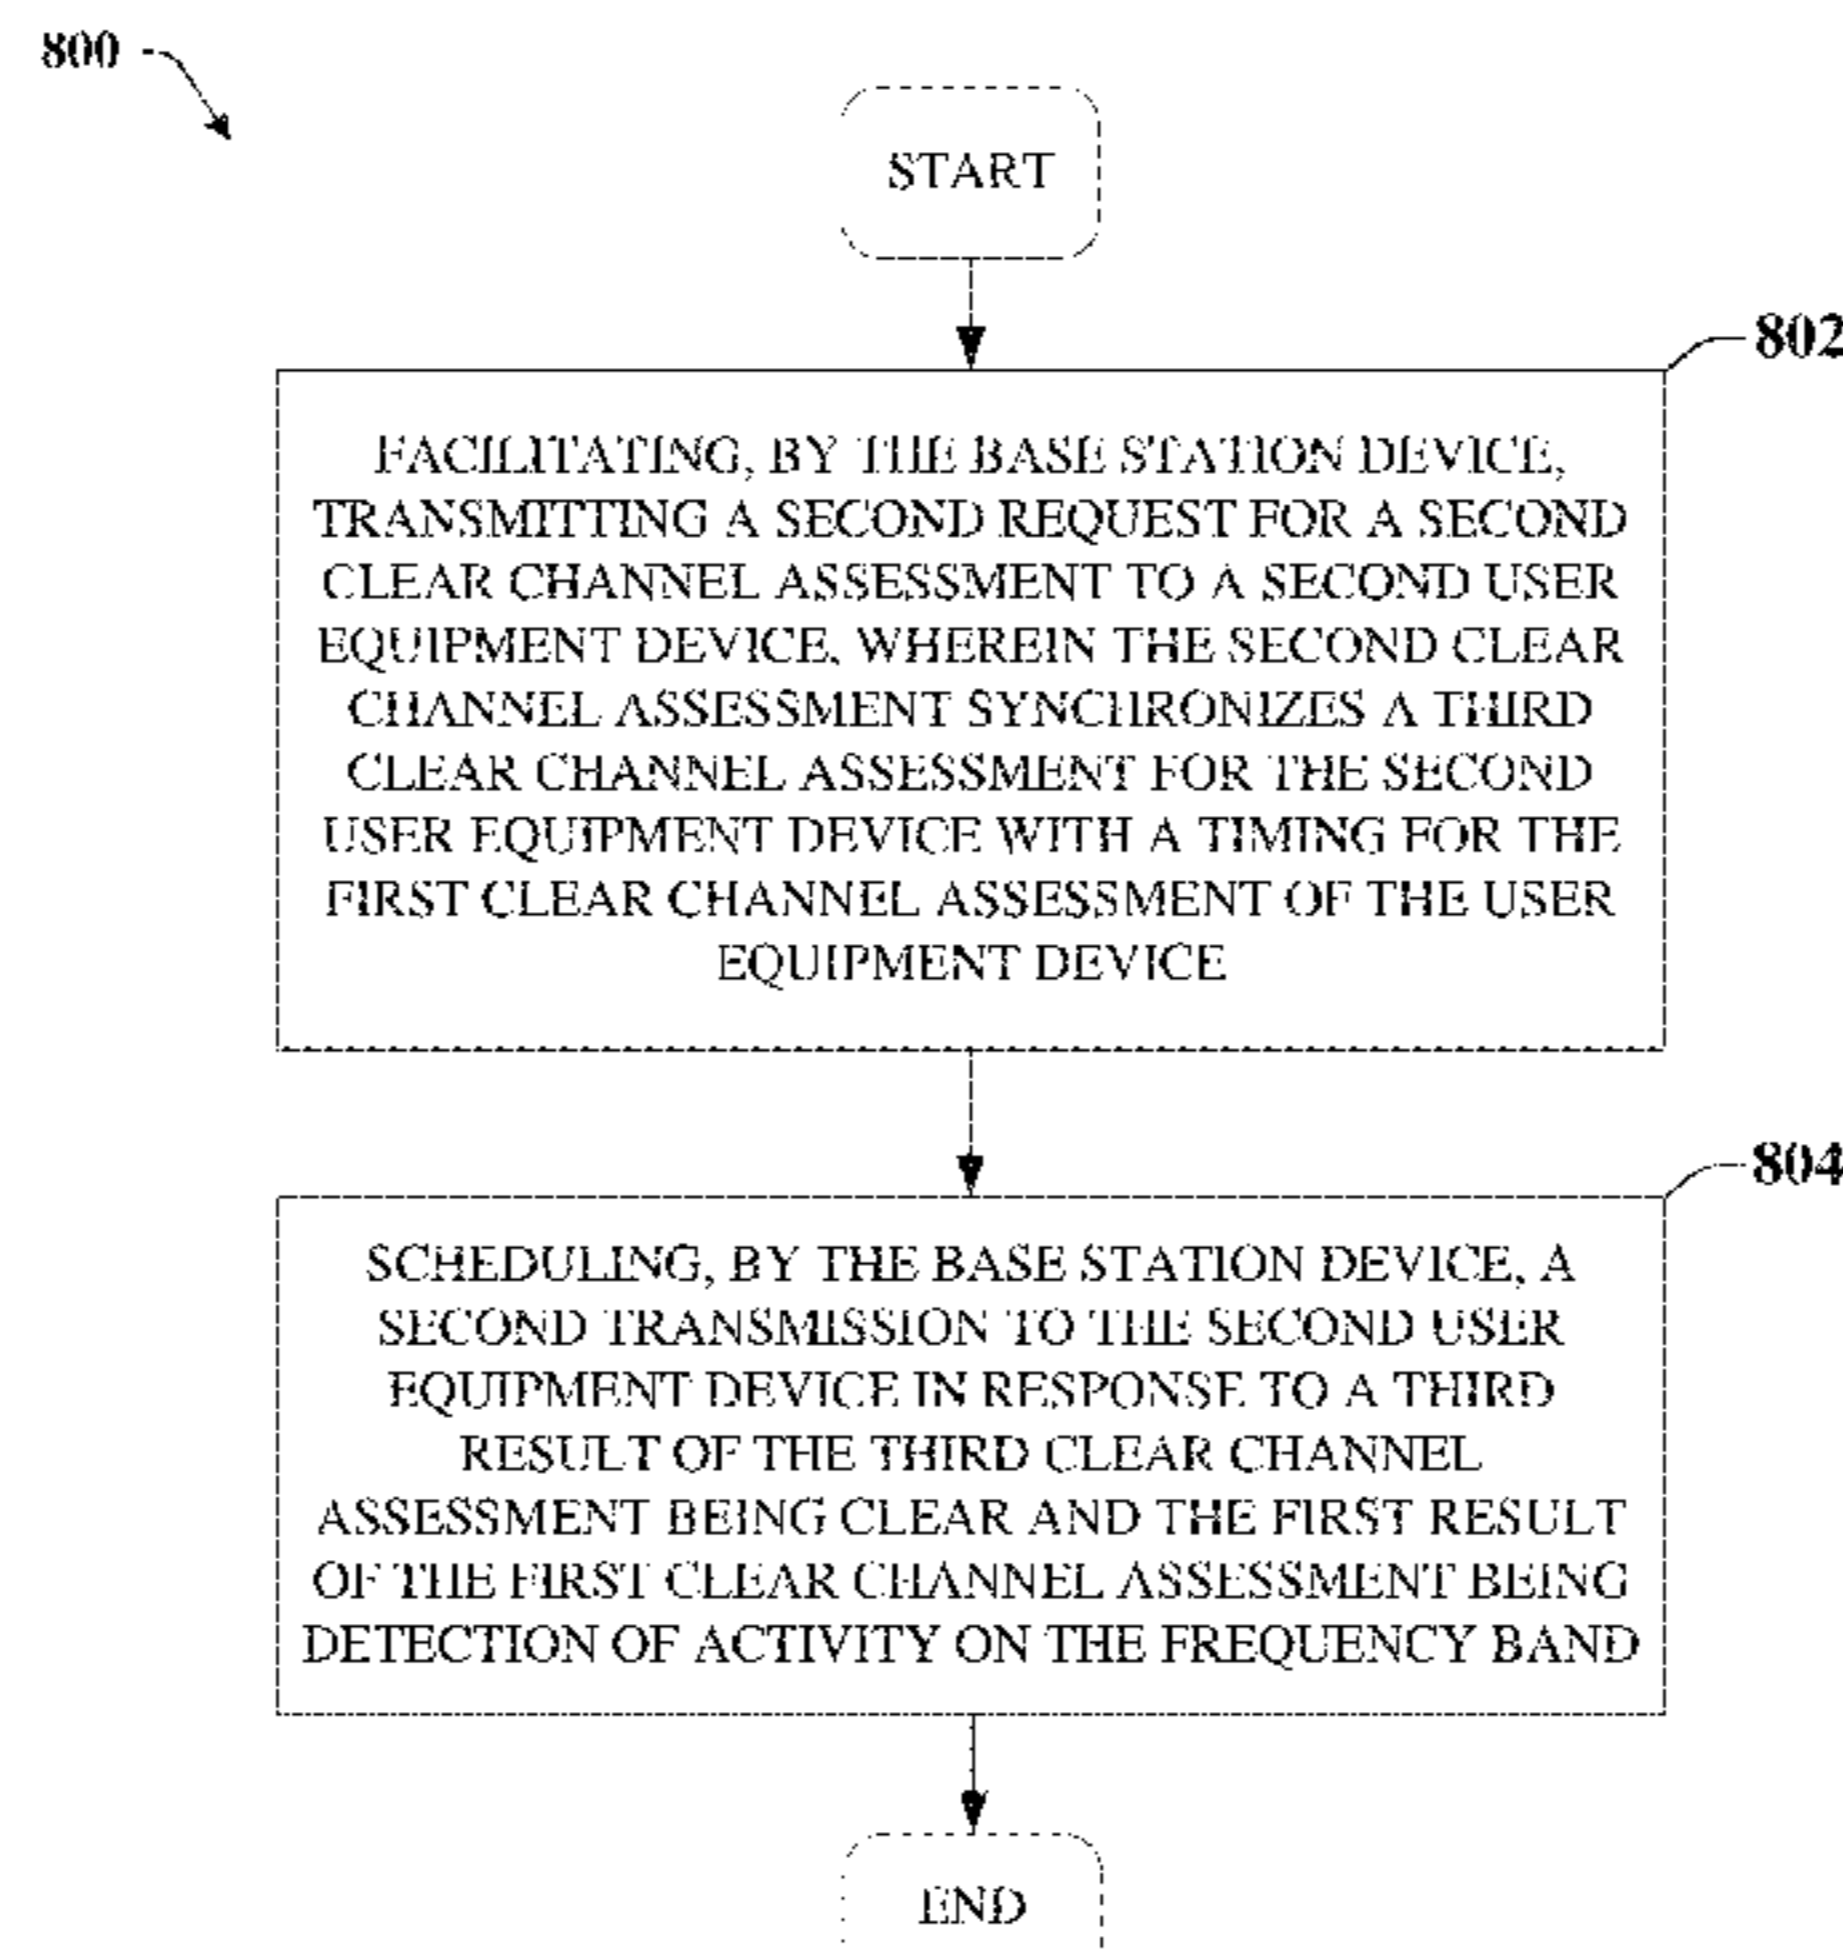 800
START
802
FACILITATING, BY THE BASE STATION DEVICE,
TRANSMITTING A SECOND REQUEST FOR A SECOND
CLEAR CHANNEL ASSESSMENT TO A SECOND USER
EQUIPMENT DEVICE, WHEREIN THE SECOND CLEAR
CHANNEL ASSESSMENT SYNCHRONIZES A THIRD
CLEAR CHANNEL ASSESSMENT FOR THE SECOND
USER EQUIPMENT DEVICE WITH A TIMING FOR THE
FIRST CLEAR CHANNEL ASSESSMENT OF THE USER
EQUIPMENT DEVICE
804
SCHEDULING, BY THE BASE STATION DEVICE, A
SECOND TRANSMISSION TO THE SECOND USER
EQUIPMENT DEVICE IN RESPONSE TO A THIRD
RESULT OF THE THIRD CLEAR CHANNEL
ASSESSMENT BEING CLEAR AND THE FIRST RESULT
OF THE FIRST CLEAR CHANNEL ASSESSMENT BEING
DETECTION OF ACTIVITY ON THE FREQUENCY BAND
END